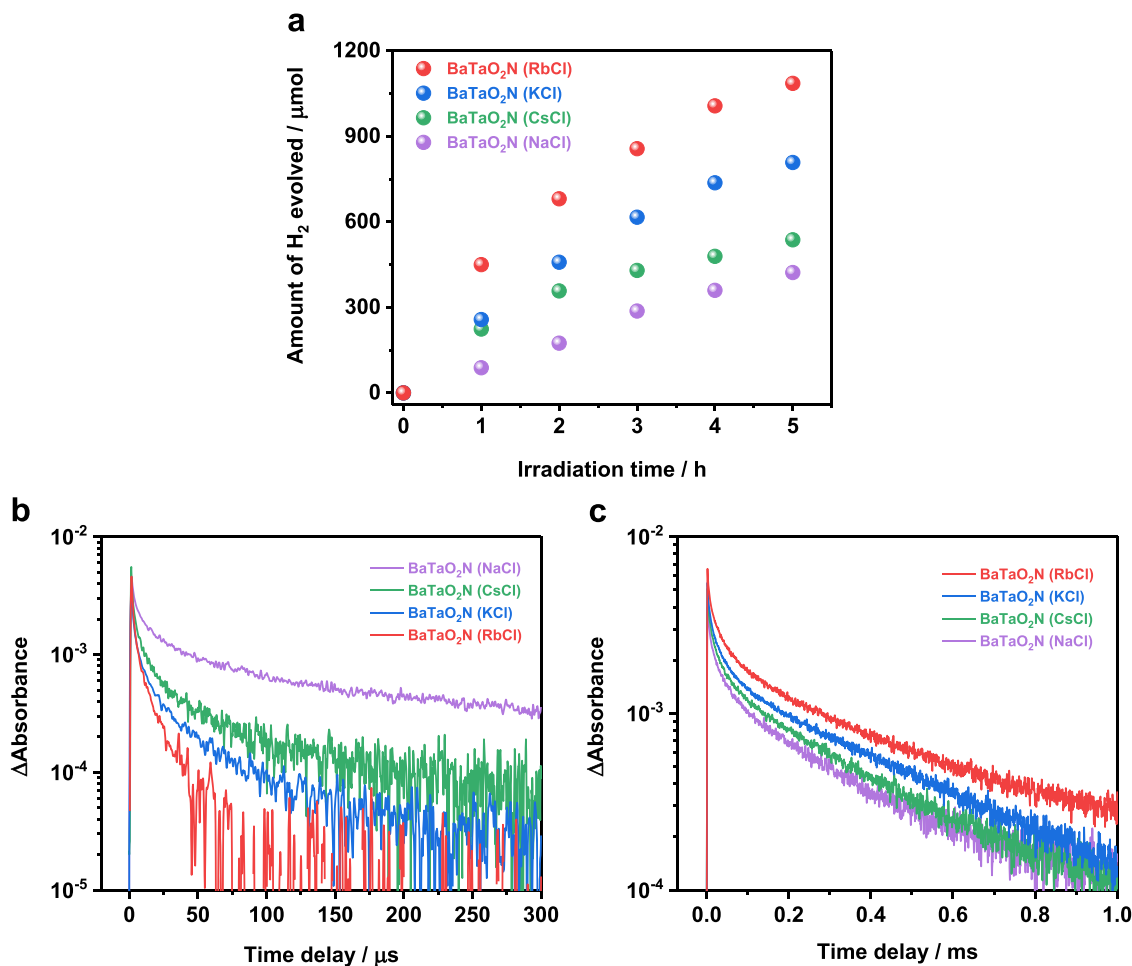 a
1200
900
600
300
0
Amount of H2 evolved / μmol
BaTaO2N (RbCl)
BaTaO2N (KCl)
BaTaO2N (CsCl)
BaTaO2N (NaCl)
0 1 2 3 4 5
Irradiation time / h
b
10-2
10-3
10-4
10-5
ΔAbsorbance
BaTaO2N (NaCl)
BaTaO2N (CsCl)
BaTaO2N (KCl)
BaTaO2N (RbCl)
0 50 100 150 200 250 300
Time delay / μs
c
10-2
10-3
10-4
ΔAbsorbance
BaTaO2N (RbCl)
BaTaO2N (KCl)
BaTaO2N (CsCl)
BaTaO2N (NaCl)
0.0 0.2 0.4 0.6 0.8 1.0
Time delay / ms